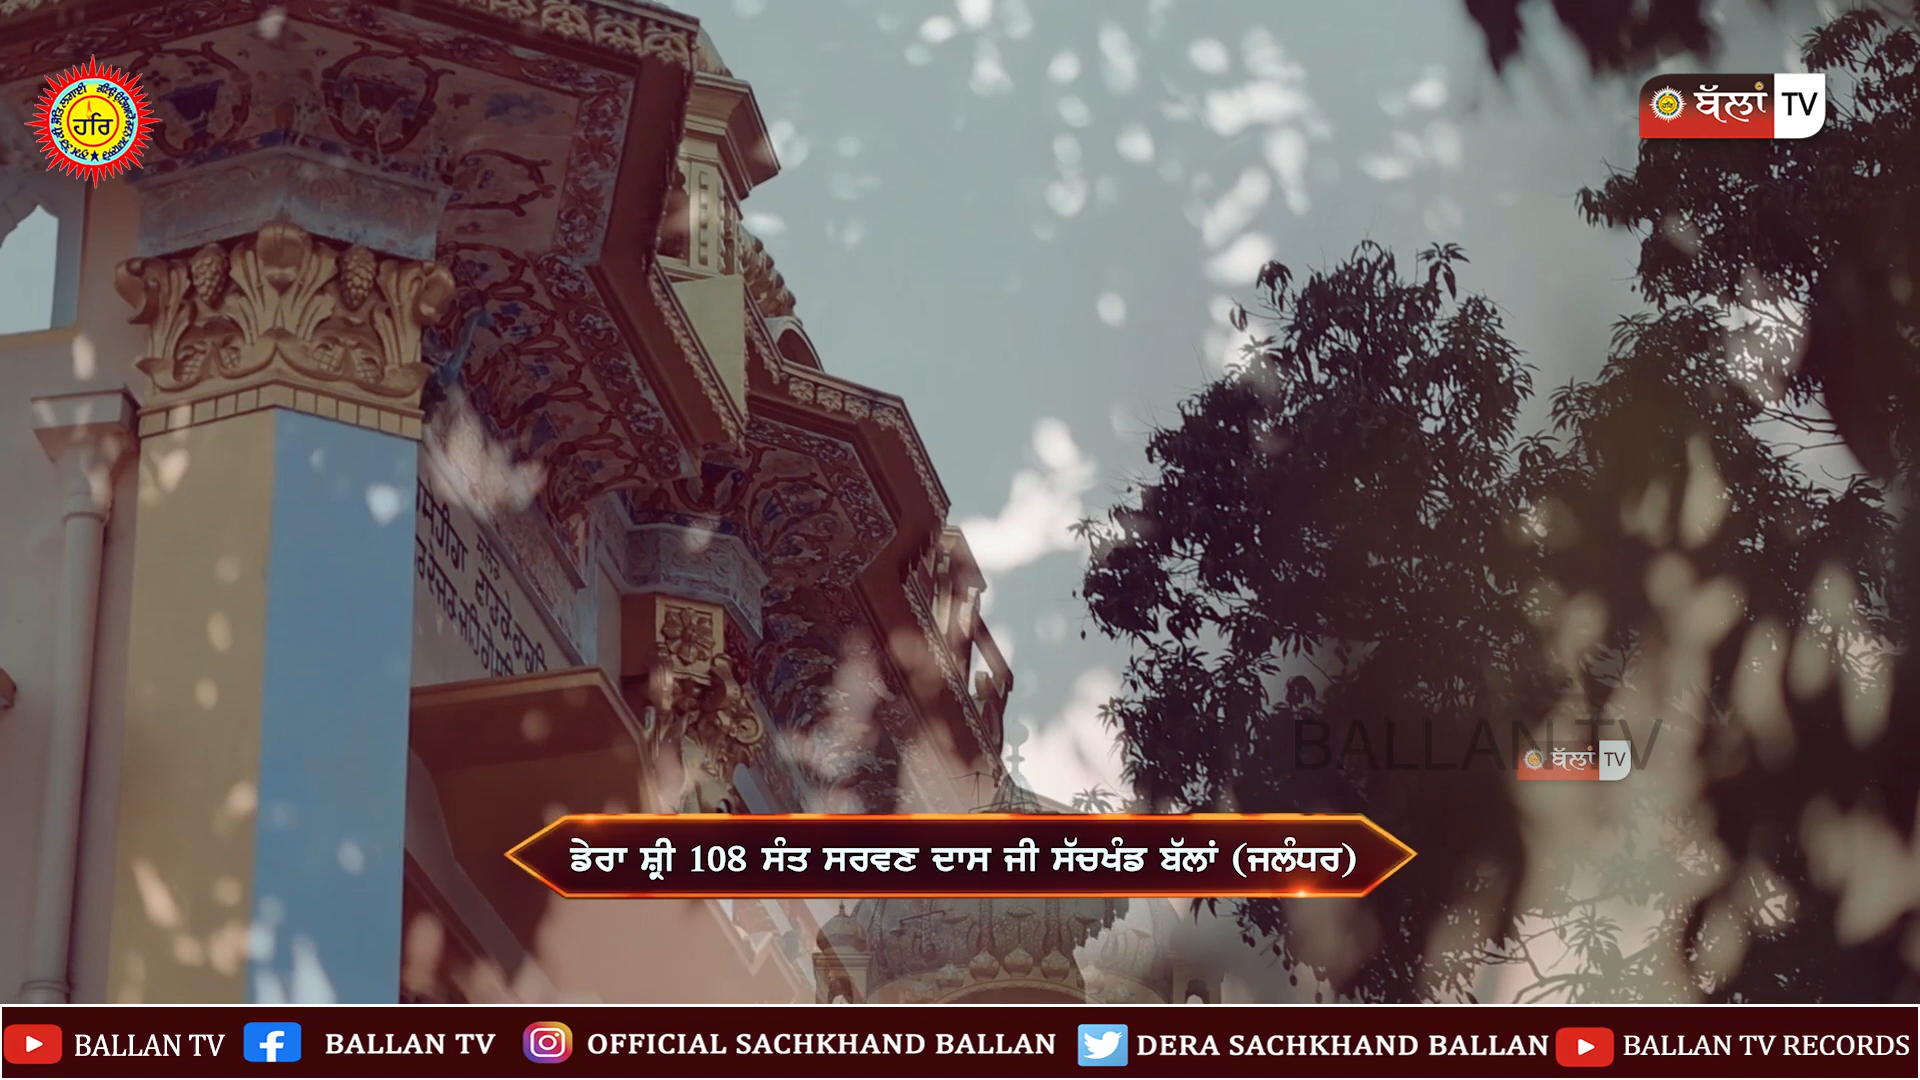 ਹਰਿ
ਬੱਲਾਂ TV
BALLAN TV
ਬੱਲਾਂ TV
ਡੇਰਾ ਸ਼੍ਰੀ 108 ਸੰਤ ਸਰਵਣ ਦਾਸ ਜੀ ਸੱਚਖੰਡ ਬੱਲਾਂ (ਜਲੰਧਰ)
BALLAN TV BALLAN TV OFFICIAL SACHKHAND BALLAN DERA SACHKHAND BALLAN BALLAN TV RECORDS